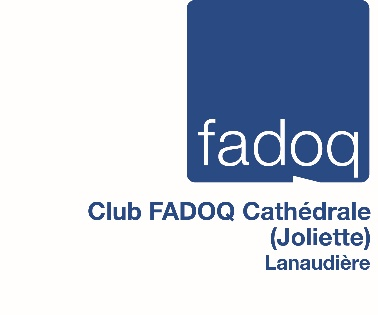 fadoq
Club FADOQ Cathédrale
(Joliette)
Lanaudière